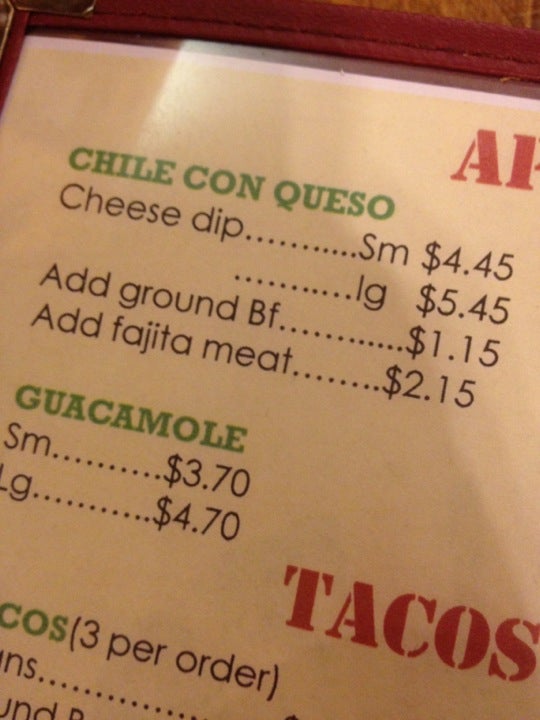 AP
CHILE CON QUESO
Cheese dip...........Sm $4.45
...........lg $5.45
Add ground Bf............$1.15
Add fajita meat........$2.15
GUACAMOLE
Sm..........$3.70
Lg...........$4.70
TACOS
COS(3 per order)